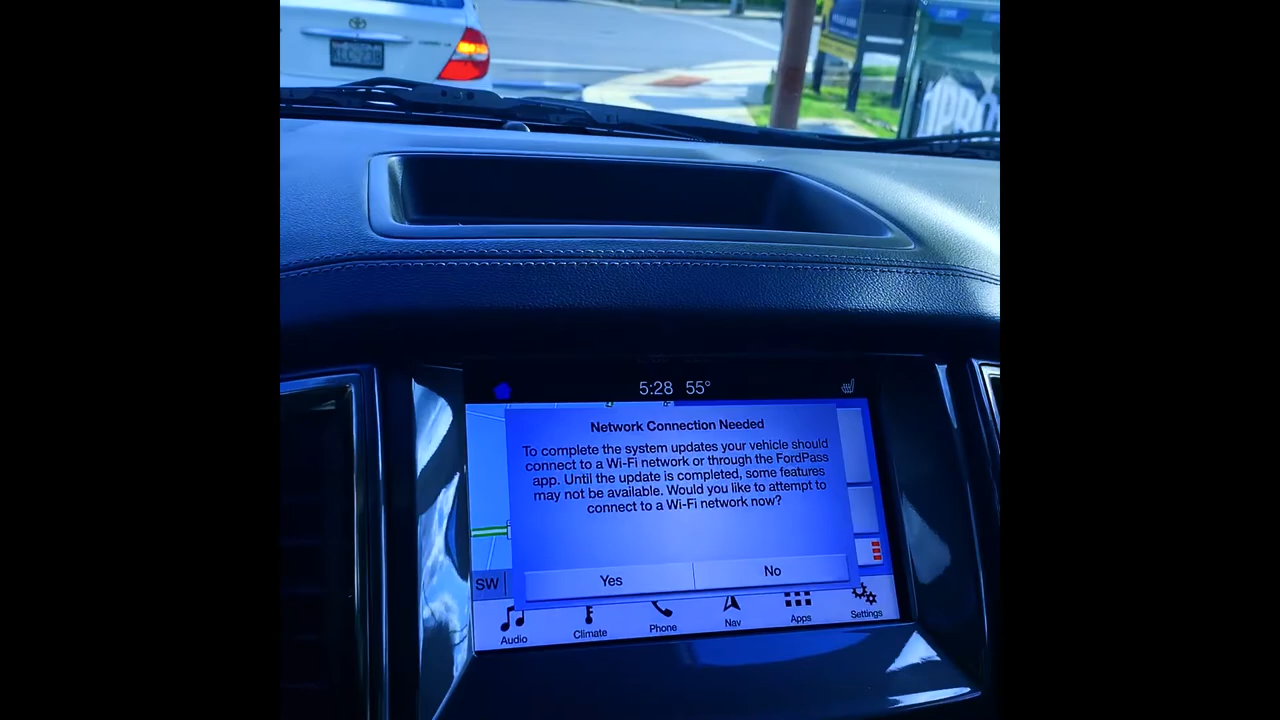 5:28 55°
Network Connection Needed
To complete the system updates your vehicle should
connect to a Wi-Fi network or through the FordPass
app. Until the update is completed, some features
may not be available. Would you like to attempt to
connect to a Wi-Fi network now?
Yes No
SW
Audio Climate Phone Nav Apps Settings